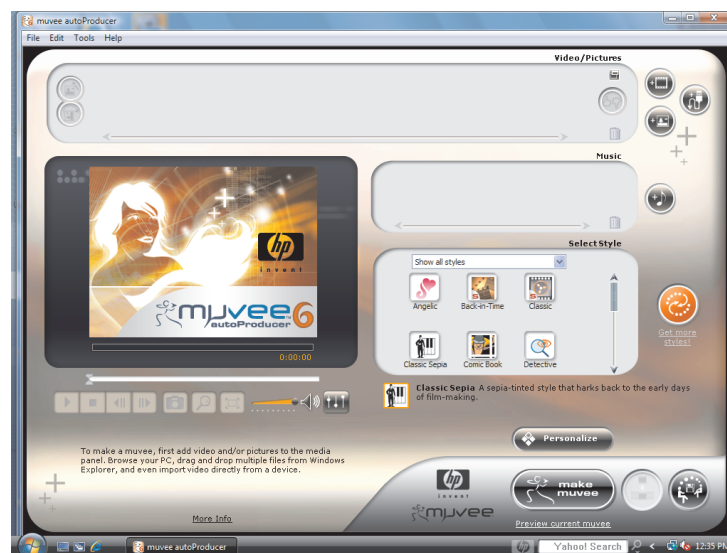 muvee autoProducer
File Edit Tools Help
Video/Pictures
Music
hp
invent
muvee 6
autoProducer
0:00:00
Select Style
Show all styles
Angelic
Back-in-Time
Classic
Classic Sepia
Comic Book
Detective
Get more
styles!
Classic Sepia A sepia-tinted style that harks back to the early days
of film-making.
Personalize
To make a muvee, first add video and/or pictures to the media
panel. Browse your PC, drag and drop multiple files from Windows
Explorer, and even import video directly from a device.
More Info
hp
invent
muvee
make
muvee
Preview current muvee
muvee autoProducer
hp
Yahoo! Search
12:35 PM